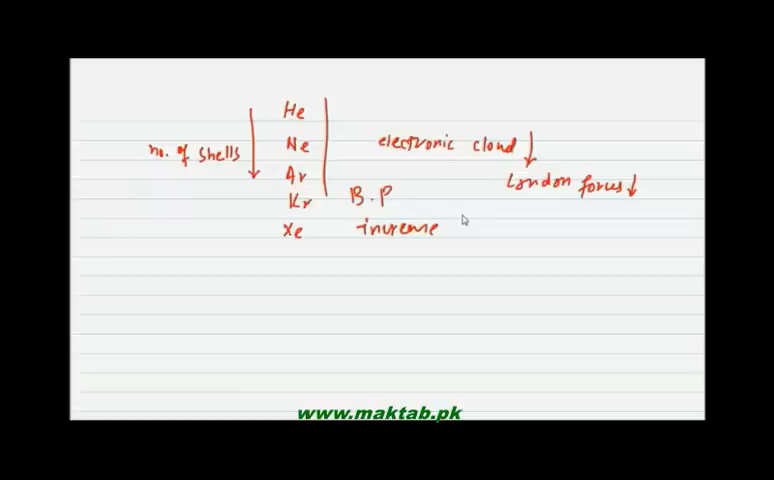 He
Ne
electronic cloud ↓
no. of shells ↓
Ar
London forces ↓
Kr
B.P
Xe
increase
www.maktab.pk